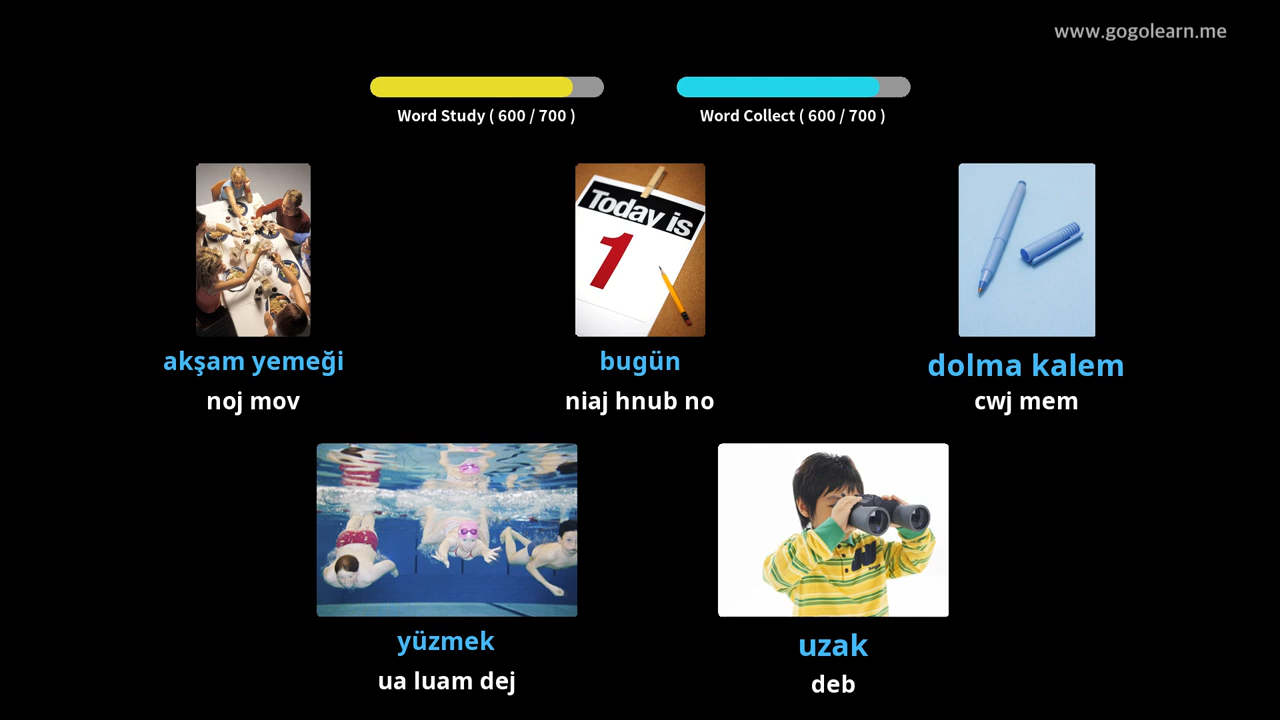 www.gogolearn.me
Word Study ( 600 / 700 )
Word Collect ( 600 / 700 )
Today is
1
akşam yemeği
bugün
dolma kalem
noj mov
niaj hnub no
cwj mem
yüzmek
uzak
ua luam dej
deb